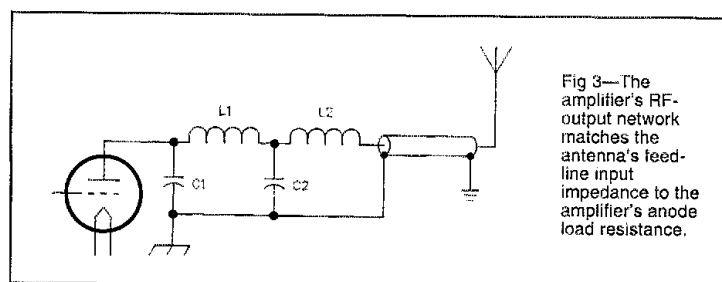 L1
L2
C1
C2
Fig 3—The
amplifier's RF-
output network
matches the
antenna's feed-
line input
impedance to the
amplifier's anode
load resistance.